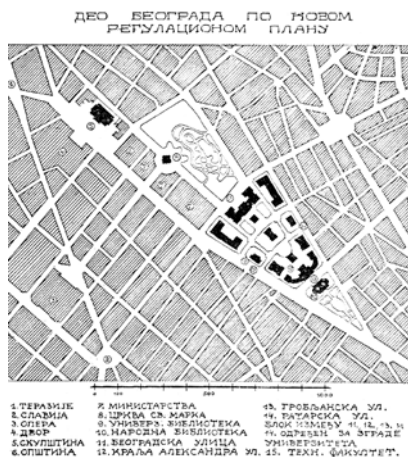 ДЕО БЕОГРАДА ПО НОВОМ
РЕГУЛАЦИОНОМ ПЛАНУ
1. ТЕРАЗИЈЕ
2. СЛАВИЈА
3. ОПЕРА
4. ДВОР
5. СКУПШТИНА
6. ОПШТИНА
7. МИНИСТАРСТВА
8. ЦРКВА СВ. МАРКА
9. УНИВЕРЗ. БИБЛИОТЕКА
10. НАРОДНА БИБЛИОТЕКА
11. БЕОГРАДСКА УЛИЦА
12. КРАЉА АЛЕКСАНДРА УЛ.
13. ГРОБЉАНСКА УЛ.
14. РАТАРСКА УЛ.
БЛОК ИЗМЕЂУ 11, 12, 13, И
14. ОДРЕЂЕН ЗА ЗГРАДЕ
УНИВЕРЗИТЕТА
15. ТЕХН. ФАКУЛТЕТ.